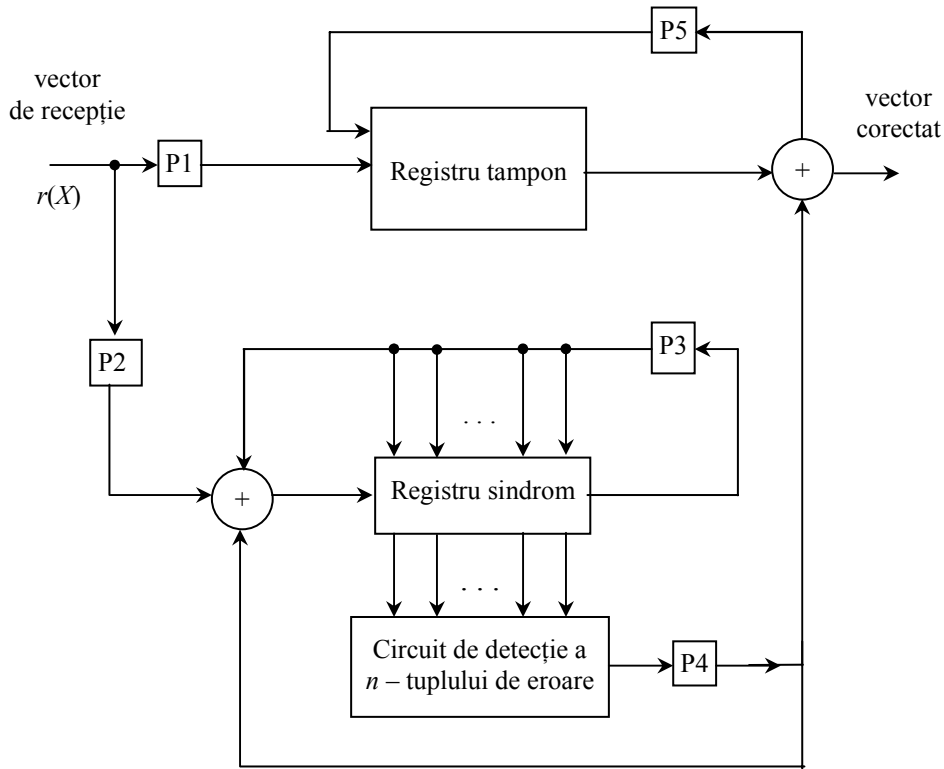 P5
vector
de recepție
vector
corectat
P1
Registru tampon
+
r(X)
P2
P3
. . .
+
Registru sindrom
. . .
Circuit de detecție a
n – tuplului de eroare
P4